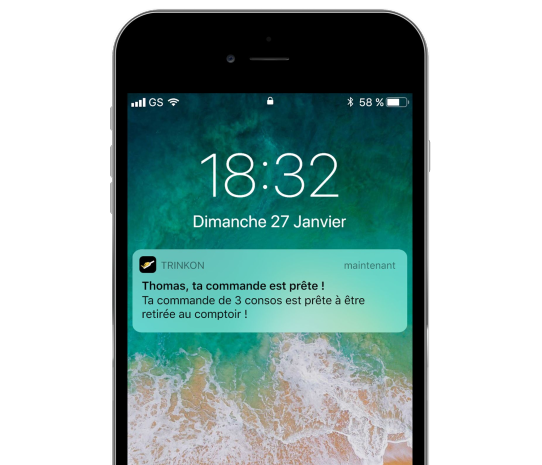 GS 58 %
18:32
Dimanche 27 Janvier
TRINKON maintenant
Thomas, ta commande est prête !
Ta commande de 3 consos est prête à être
retirée au comptoir !